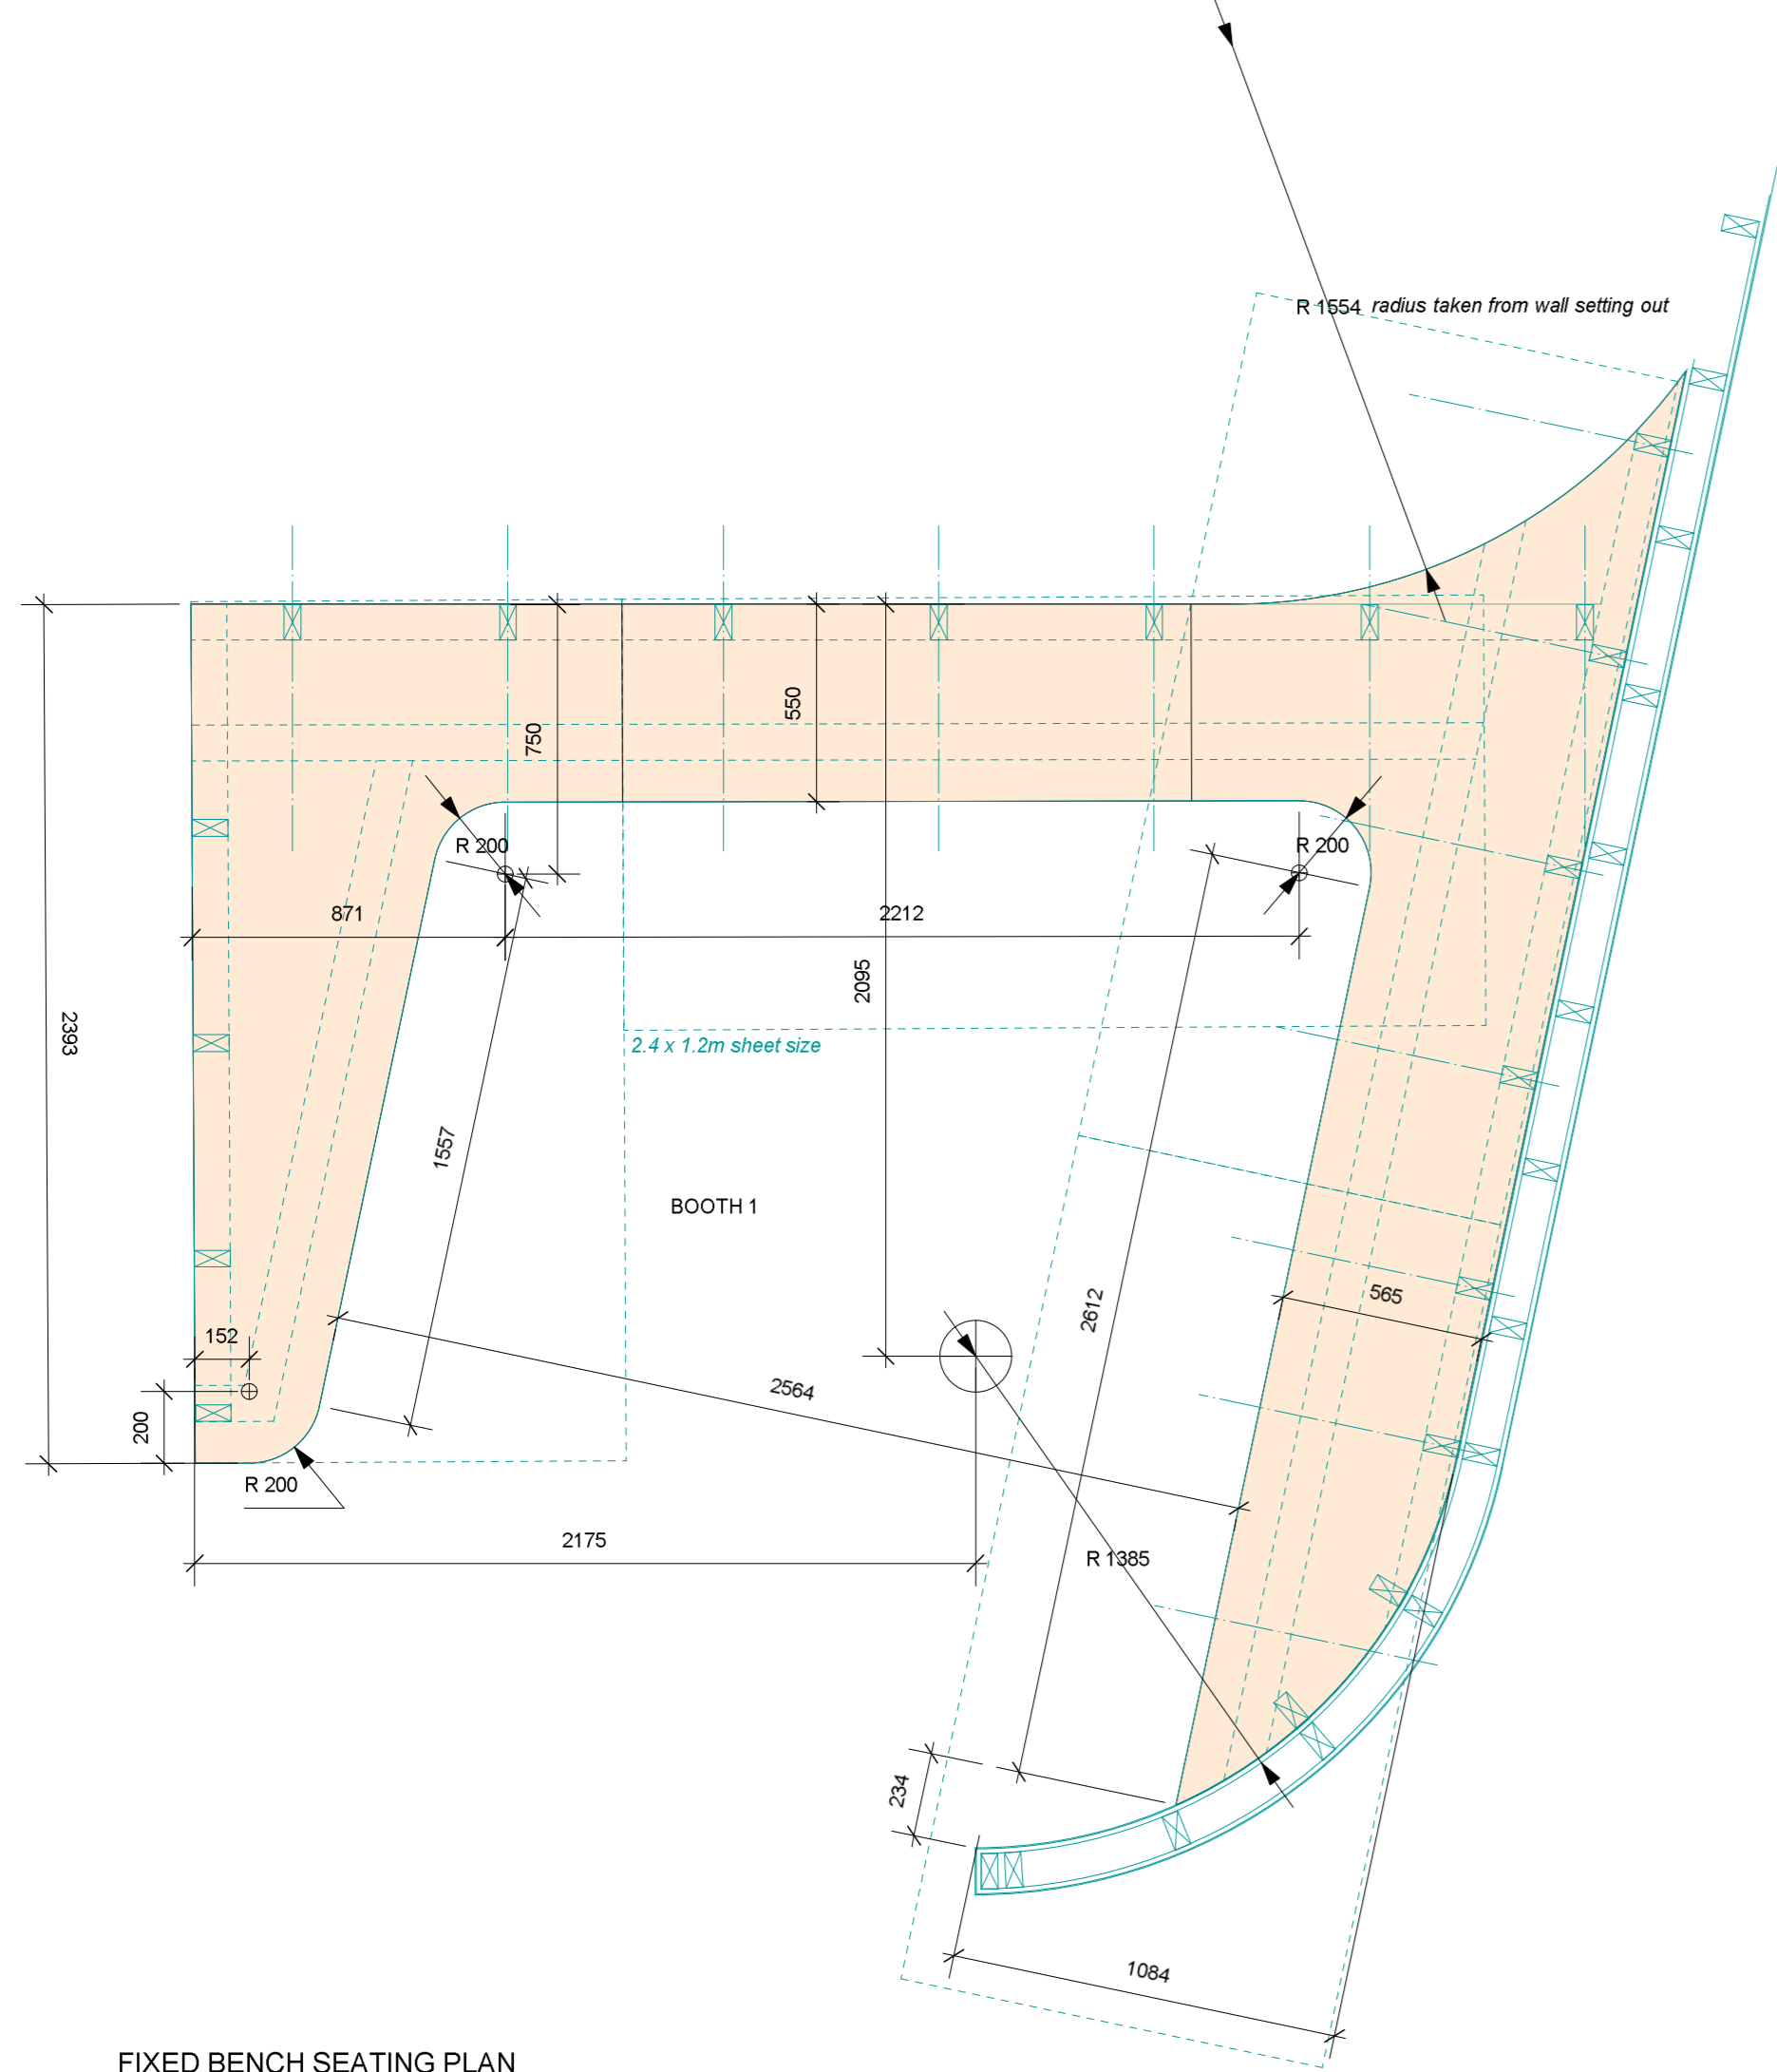 R 1554 radius taken from wall setting out
550
750
R 200
R 200
871
2212
2095
2393
2.4 x 1.2m sheet size
1557
BOOTH 1
2612
565
152
2564
200
R 200
2175
R 1385
234
1084
FIXED BENCH SEATING PLAN